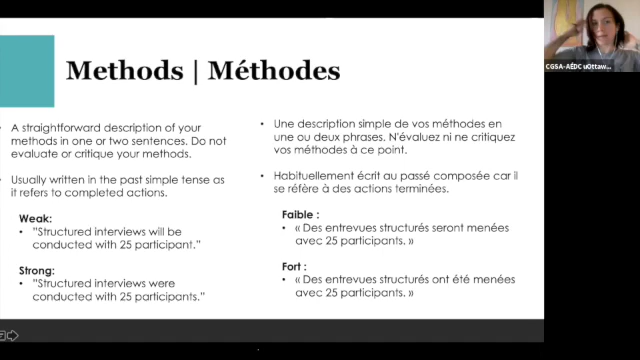 Methods | Méthodes
• A straightforward description of your
methods in one or two sentences. Do not
evaluate or critique your methods.
• Usually written in the past simple tense as
it refers to completed actions.
Weak:
• "Structured interviews will be
conducted with 25 participant."
Strong:
• "Structured interviews were
conducted with 25 participants."
• Une description simple de vos méthodes en
une ou deux phrases. N'évaluez ni ne critiquez
vos méthodes à ce point.
• Habituellement écrit au passé composée car il
se réfère à des actions terminées.
Faible :
• « Des entrevues structurés seront menées
avec 25 participants. »
Fort :
• « Des entrevues structurés ont été menées
avec 25 participants. »
CGSA-AÉDC uOttaw...